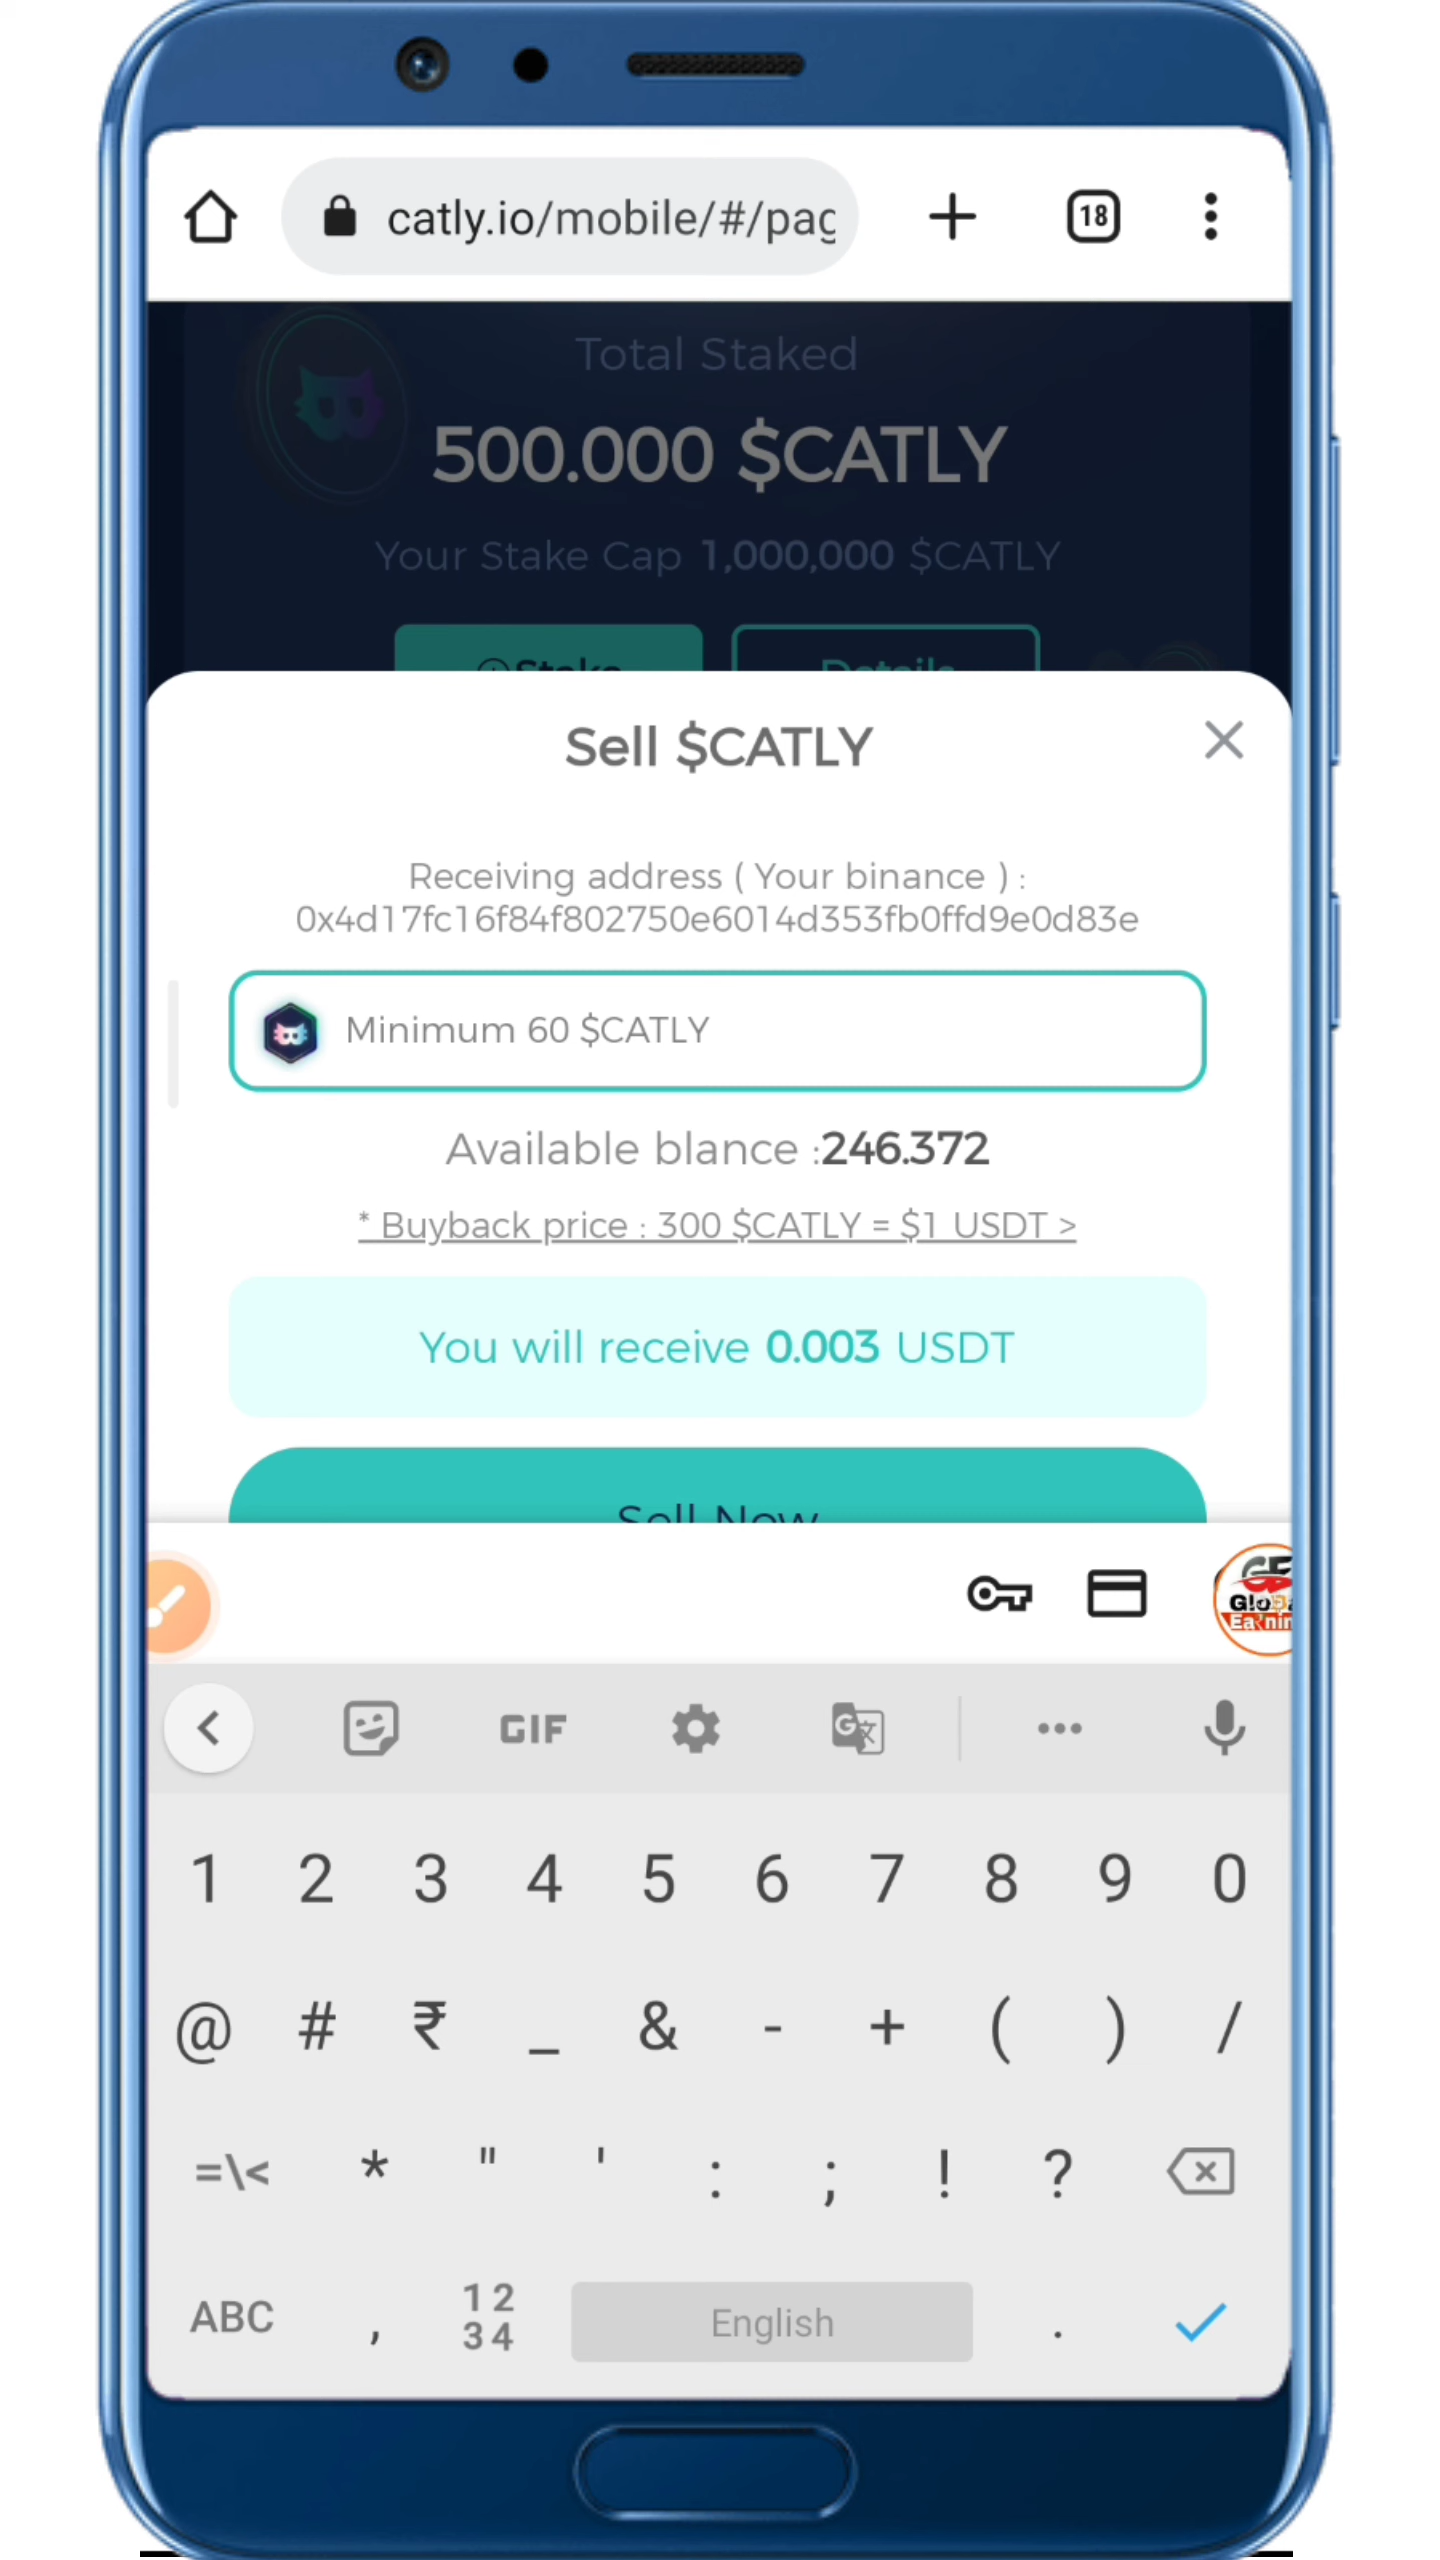 catly.io/mobile/#/pag
18
Total Staked
500.000 $CATLY
Your Stake Cap 1,000,000 $CATLY
Stake Details
Sell $CATLY
Receiving address ( Your binance ) :
0x4d17fc16f84f802750e6014d353fb0ffd9e0d83e
Minimum 60 $CATLY
Available blance :246.372
* Buyback price : 300 $CATLY = $1 USDT >
You will receive 0.003 USDT
Sell Now
GIF
1 2 3 4 5 6 7 8 9 0
@ # ₹ _ & - + ( ) /
=\< * " ' : ; ! ?
ABC , 12 34 English .